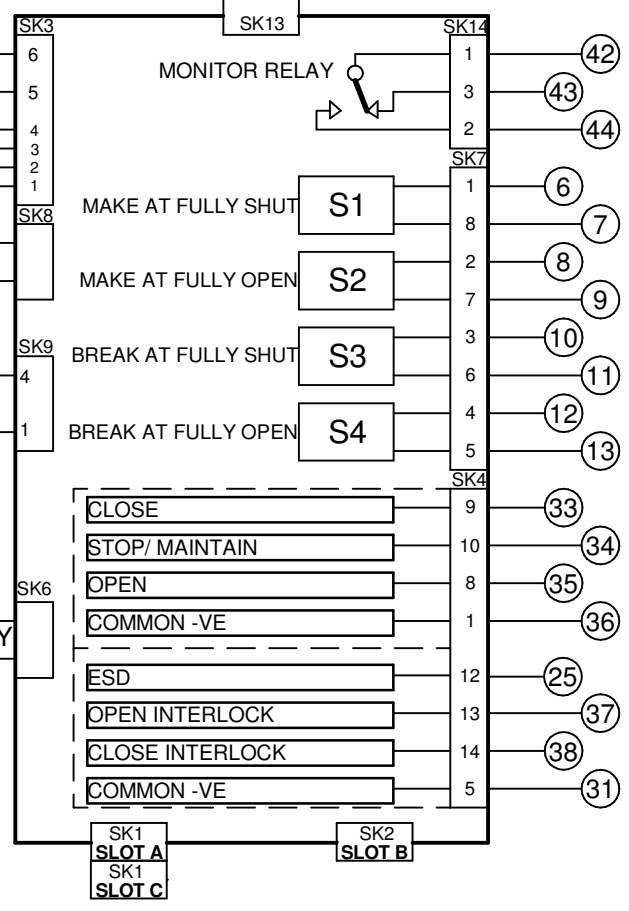 SK3
SK13
SK14
6
MONITOR RELAY
1
42
5
3
43
4
2
44
3
2
1
SK7
MAKE AT FULLY SHUT
S1
1
6
SK8
8
7
MAKE AT FULLY OPEN
S2
2
8
7
9
SK9
BREAK AT FULLY SHUT
S3
3
10
4
6
11
BREAK AT FULLY OPEN
S4
4
12
1
5
13
SK4
CLOSE
9
33
STOP/ MAINTAIN
10
34
SK6
OPEN
8
35
COMMON -VE
1
36
Y
ESD
12
25
OPEN INTERLOCK
13
37
CLOSE INTERLOCK
14
38
COMMON -VE
5
31
SK1
SLOT A
SK2
SLOT B
SK1
SLOT C